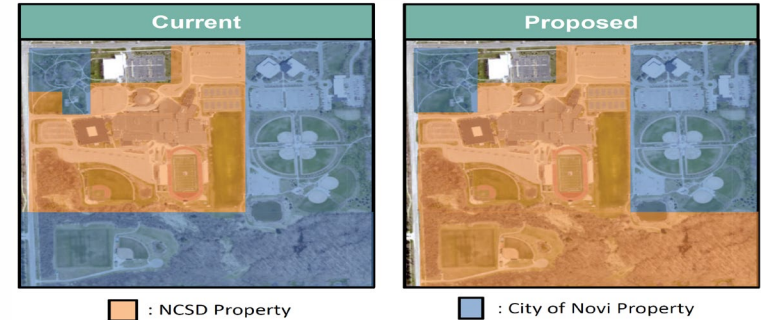 Current
Proposed
: NCSD Property
: City of Novi Property